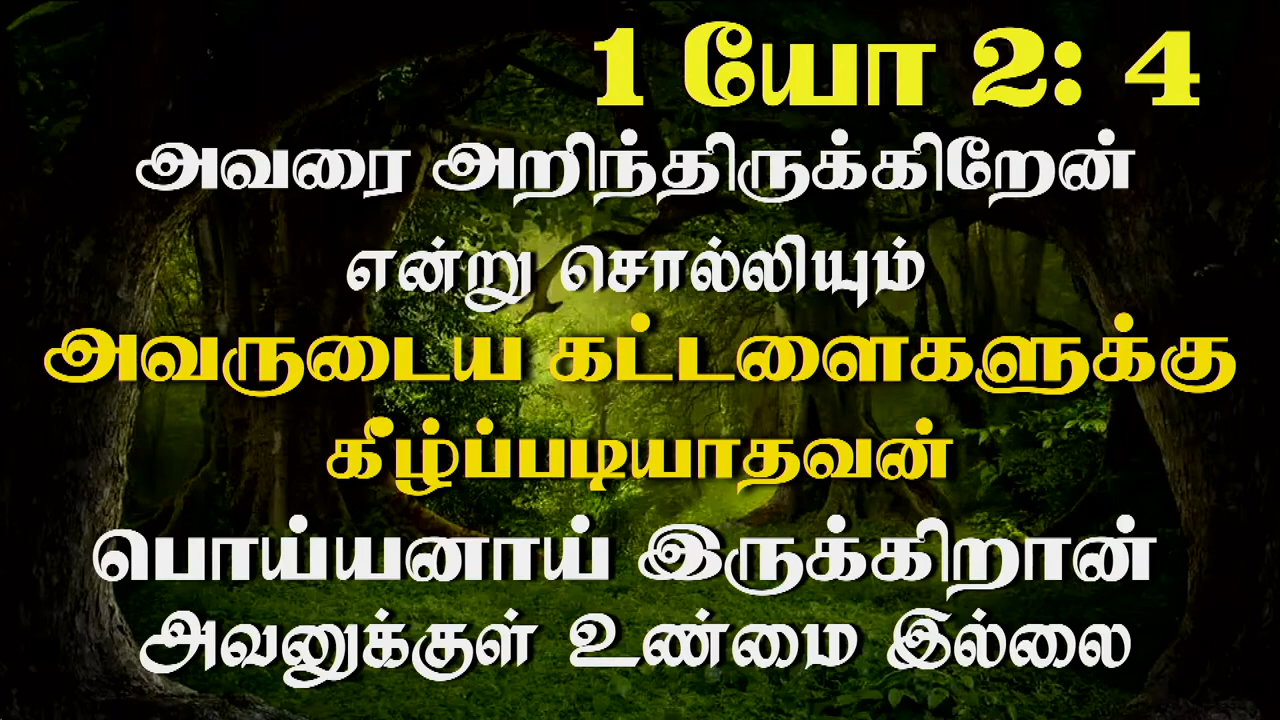 1 யோ 2: 4
அவரை அறிந்திருக்கிறேன்
என்று சொல்லியும்
அவருடைய கட்டளைகளுக்கு
கீழ்ப்படியாதவன்
பொய்யனாய் இருக்கிறான்
அவனுக்குள் உண்மை இல்லை